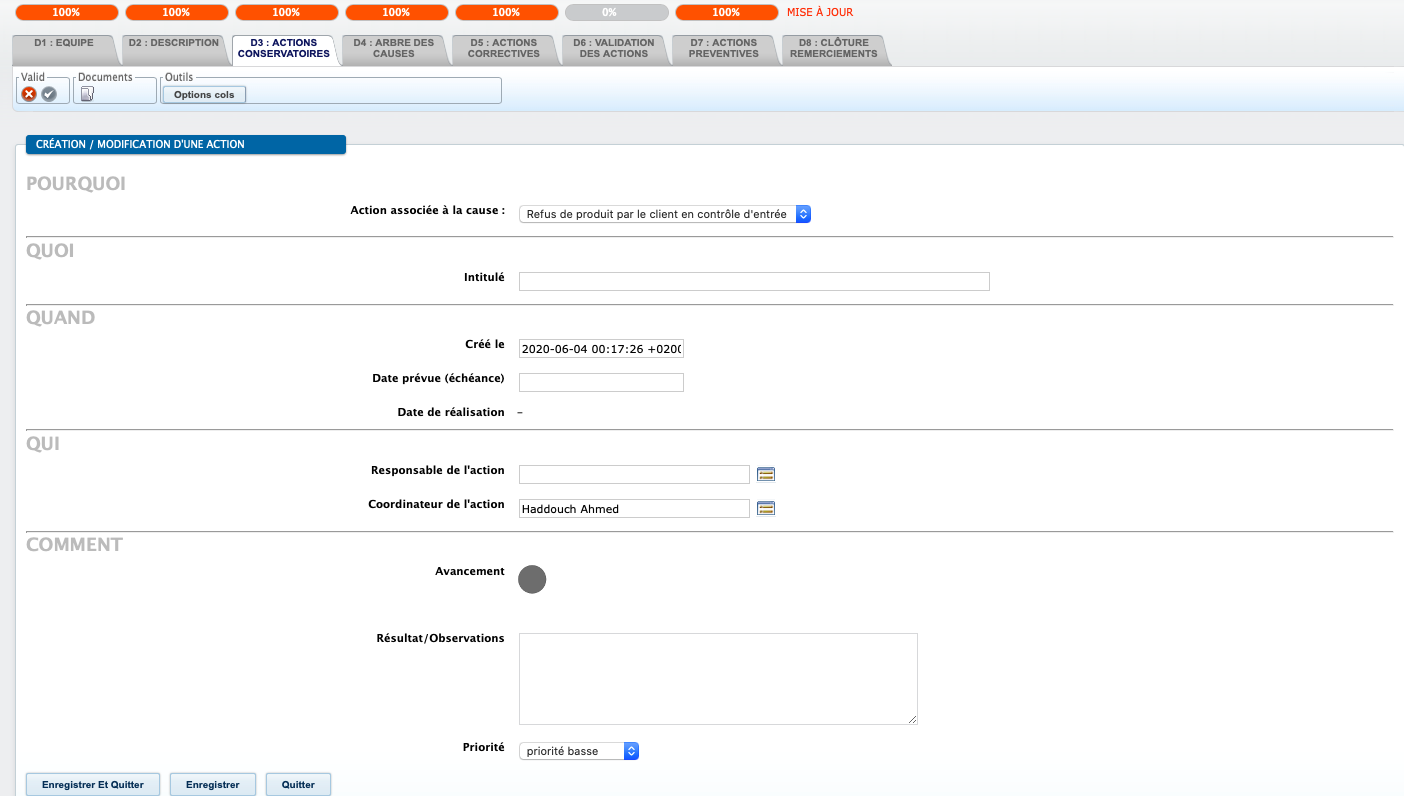 100% 100% 100% 100% 100% 0% 100% MISE À JOUR
D1 : EQUIPE
D2 : DESCRIPTION
D3 : ACTIONS
CONSERVATOIRES
D4 : ARBRE DES
CAUSES
D5 : ACTIONS
CORRECTIVES
D6 : VALIDATION
DES ACTIONS
D7 : ACTIONS
PREVENTIVES
D8 : CLÔTURE
REMERCIEMENTS
Valid Documents Outils
Options cols
CRÉATION / MODIFICATION D'UNE ACTION
POURQUOI
Action associée à la cause : Refus de produit par le client en contrôle d'entrée
QUOI
Intitulé
QUAND
Créé le 2020-06-04 00:17:26 +020
Date prévue (échéance)
Date de réalisation –
QUI
Responsable de l'action
Coordinateur de l'action Haddouch Ahmed
COMMENT
Avancement
Résultat/Observations
Priorité priorité basse
Enregistrer Et Quitter Enregistrer Quitter